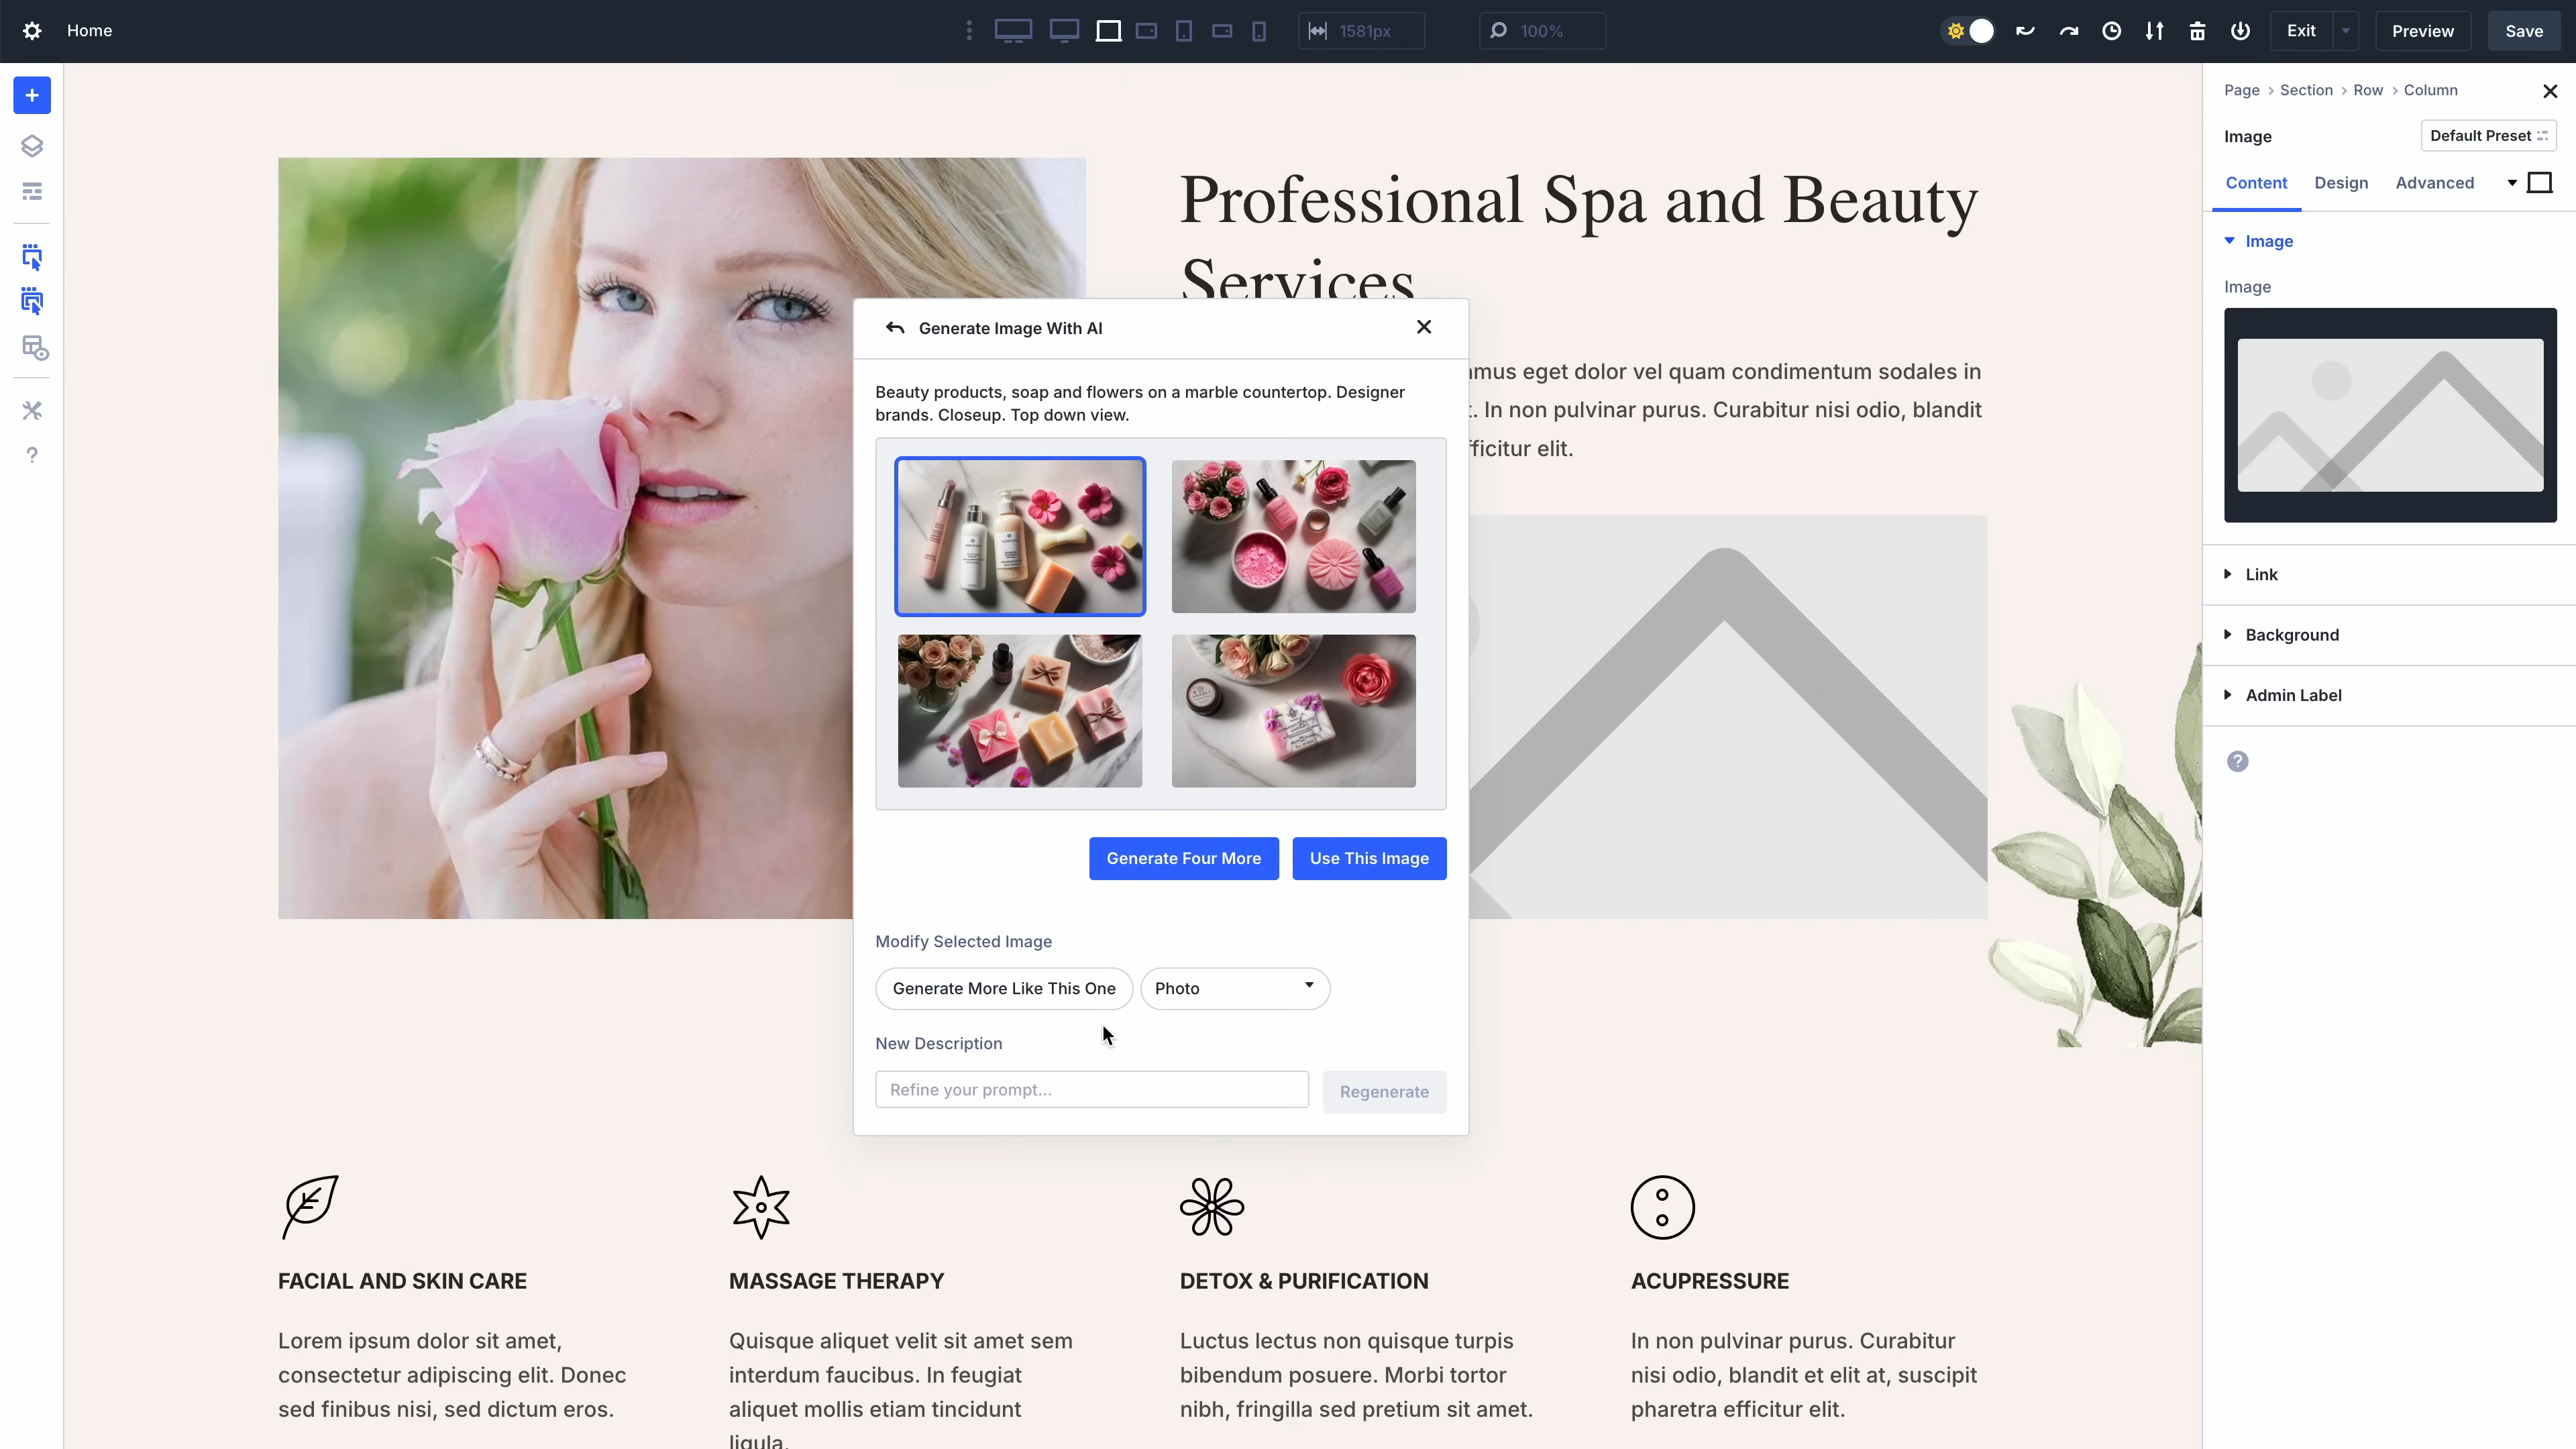 Home
1581px
100%
Exit
Preview
Save
Page
Section
Row
Column
Image
Default Preset
Content
Design
Advanced
Image
Image
Link
Background
Admin Label
?
?
Professional Spa and Beauty
Services
amus eget dolor vel quam condimentum sodales in
t. In non pulvinar purus. Curabitur nisi odio, blandit
fficitur elit.
Generate Image With AI
Beauty products, soap and flowers on a marble countertop. Designer
brands. Closeup. Top down view.
Generate Four More
Use This Image
Modify Selected Image
Generate More Like This One
Photo
New Description
Refine your prompt...
Regenerate
FACIAL AND SKIN CARE
Lorem ipsum dolor sit amet,
consectetur adipiscing elit. Donec
sed finibus nisi, sed dictum eros.
MASSAGE THERAPY
Quisque aliquet velit sit amet sem
interdum faucibus. In feugiat
aliquet mollis etiam tincidunt
ligula.
DETOX & PURIFICATION
Luctus lectus non quisque turpis
bibendum posuere. Morbi tortor
nibh, fringilla sed pretium sit amet.
ACUPRESSURE
In non pulvinar purus. Curabitur
nisi odio, blandit et elit at, suscipit
pharetra efficitur elit.